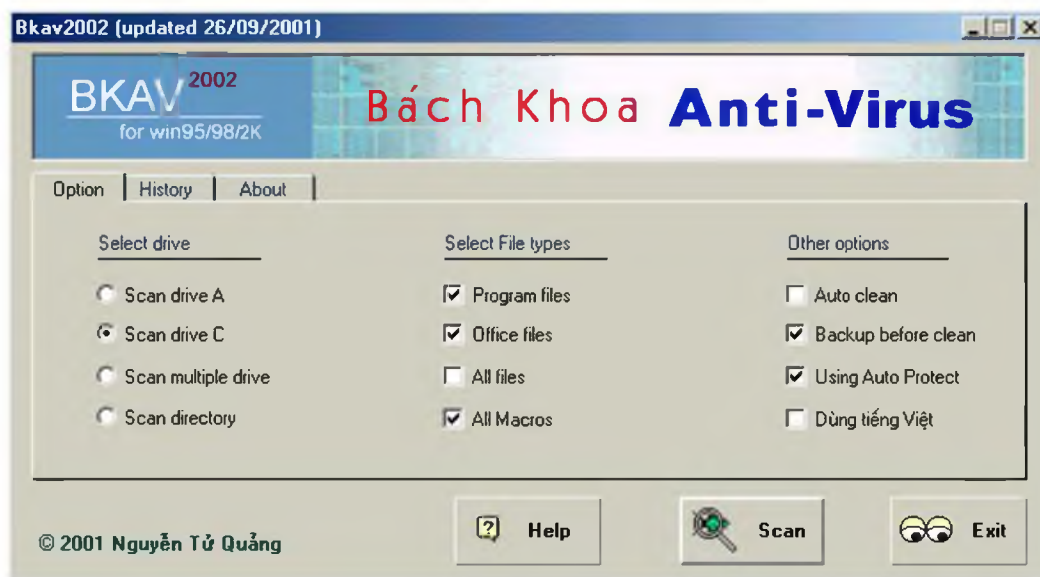 Bkav2002 (updated 26/09/2001)
BKAV 2002
for win95/98/2K
Bách Khoa Anti-Virus
Option History About
Select drive
Scan drive A
Scan drive C
Scan multiple drive
Scan directory
Select File types
Program files
Office files
All files
All Macros
Other options
Auto clean
Backup before clean
Using Auto Protect
Dùng tiếng Việt
© 2001 Nguyễn Tử Quảng
Help
Scan
Exit